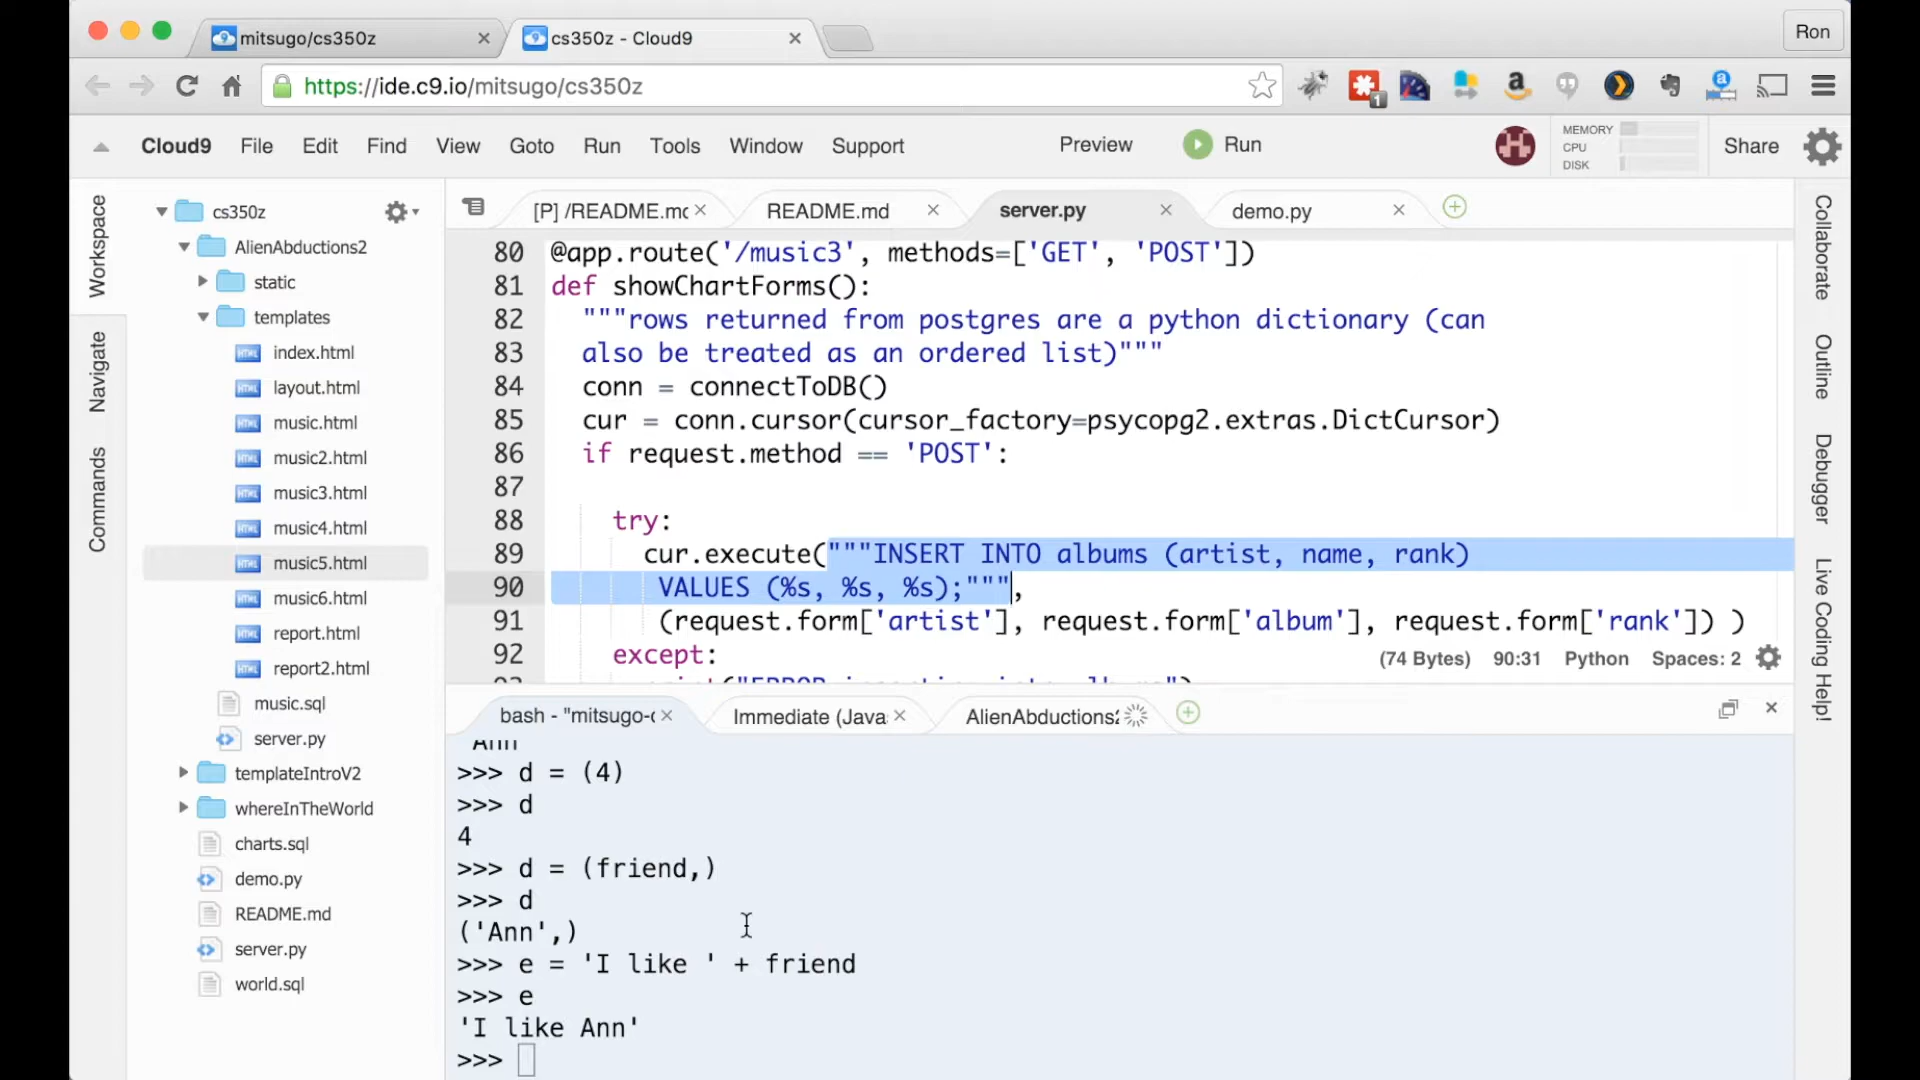 mitsugo/cs350z
cs350z - Cloud9
Ron
https://ide.c9.io/mitsugo/cs350z
1
Cloud9 File Edit Find View Goto Run Tools Window Support Preview Run MEMORY CPU DISK Share
Workspace
Navigate
Commands
cs350z
AlienAbductions2
static
templates
index.html
layout.html
music.html
music2.html
music3.html
music4.html
music5.html
music6.html
report.html
report2.html
music.sql
server.py
templateIntroV2
whereInTheWorld
charts.sql
demo.py
README.md
server.py
world.sql
[P] /README.mc
README.md
server.py
demo.py
80 @app.route('/music3', methods=['GET', 'POST'])
81 def showChartForms():
82 """rows returned from postgres are a python dictionary (can
83 also be treated as an ordered list)"""
84 conn = connectToDB()
85 cur = conn.cursor(cursor_factory=psycopg2.extras.DictCursor)
86 if request.method == 'POST':
87
88 try:
89 cur.execute("""INSERT INTO albums (artist, name, rank)
90 VALUES (%s, %s, %s);""",
91 (request.form['artist'], request.form['album'], request.form['rank']) )
92 except:
(74 Bytes) 90:31 Python Spaces: 2
bash - "mitsugo-c
Immediate (Java
AlienAbductions2
Ann
>>> d = (4)
>>> d
4
>>> d = (friend,)
>>> d
('Ann',)
>>> e = 'I like ' + friend
>>> e
'I like Ann'
>>>
Collaborate
Outline
Debugger
Live Coding Help!